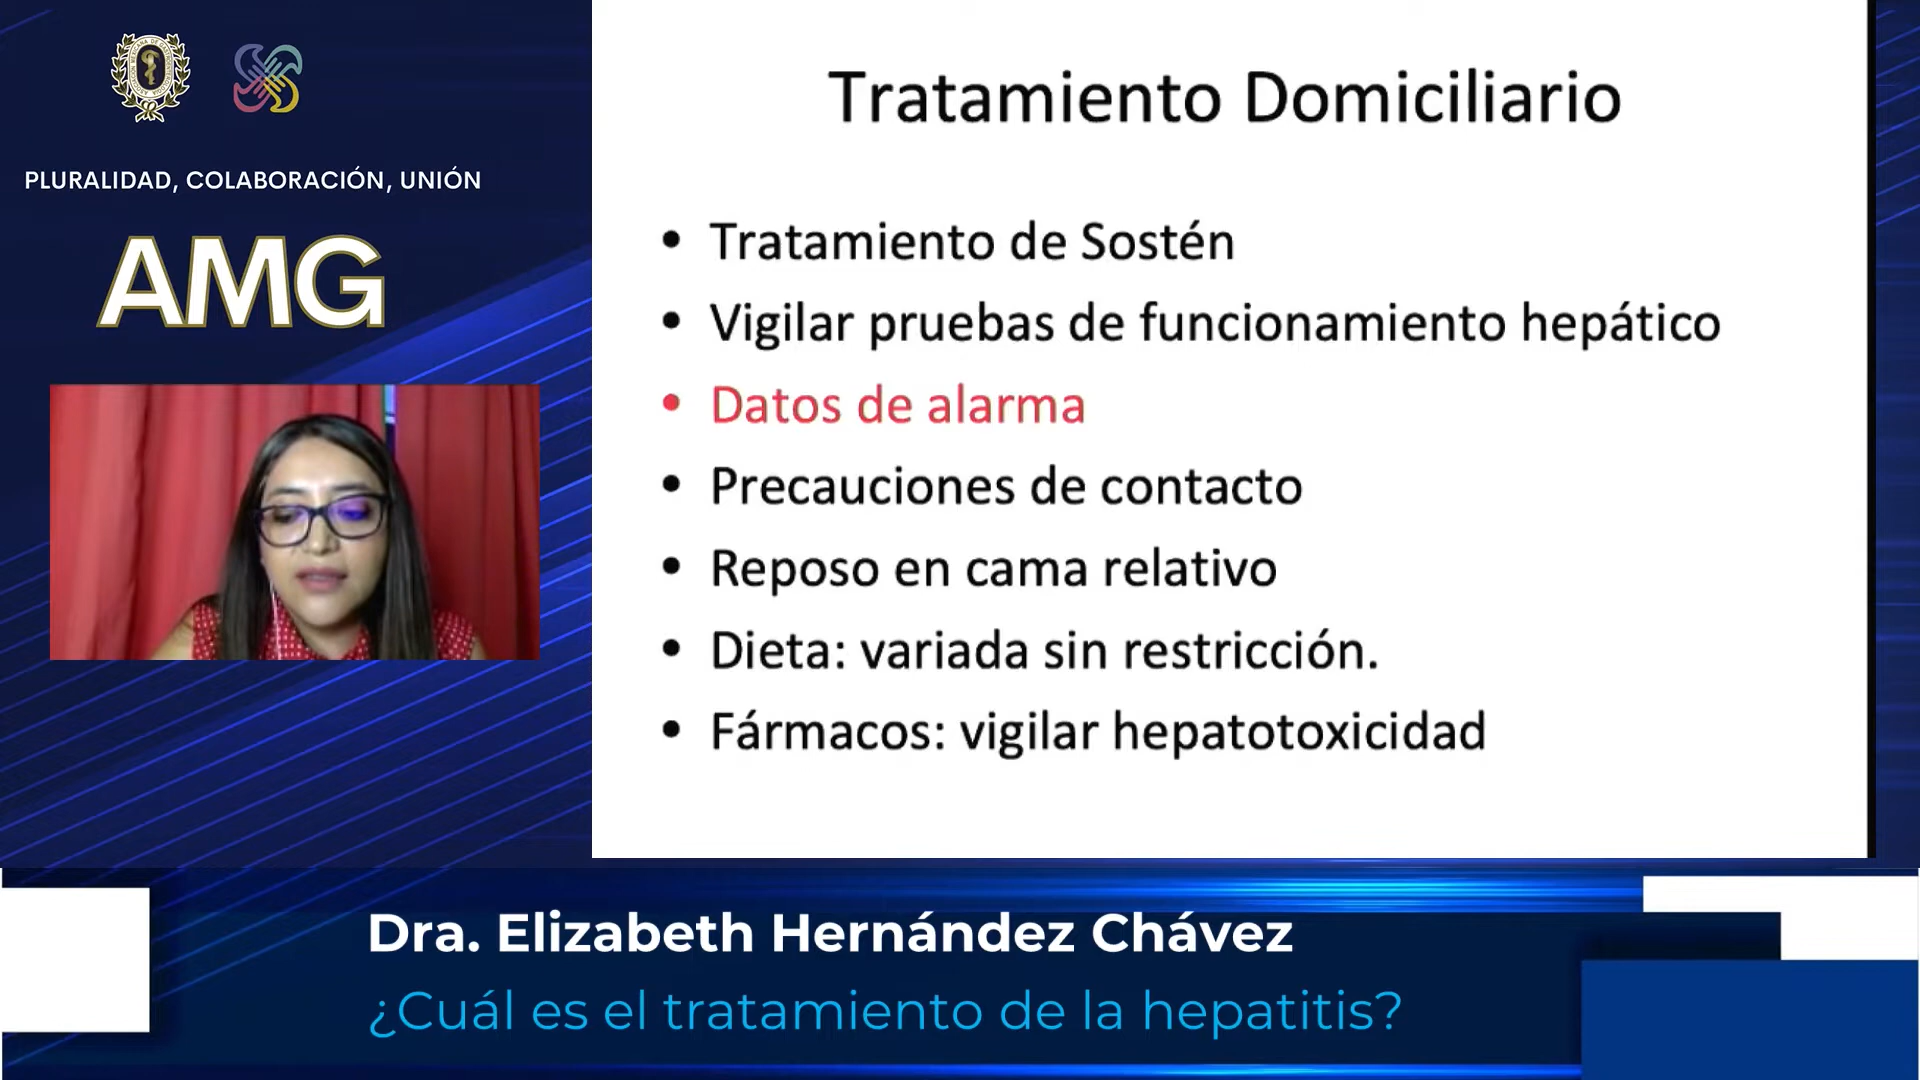 PLURALIDAD, COLABORACIÓN, UNIÓN
AMG
Tratamiento Domiciliario
• Tratamiento de Sostén
• Vigilar pruebas de funcionamiento hepático
• Datos de alarma
• Precauciones de contacto
• Reposo en cama relativo
• Dieta: variada sin restricción.
• Fármacos: vigilar hepatotoxicidad
Dra. Elizabeth Hernández Chávez
¿Cuál es el tratamiento de la hepatitis?